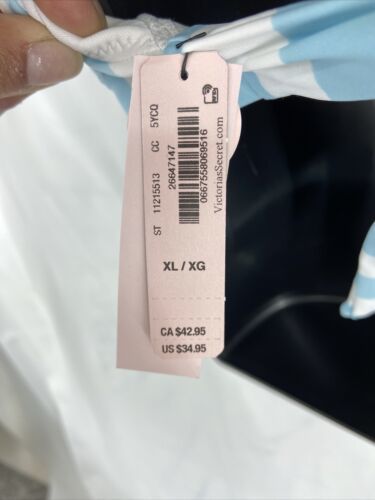 ST 11215513 CC 5YCQ
26647147
0667558069516
VictoriasSecret.com
XL / XG
CA $42.95
US $34.95